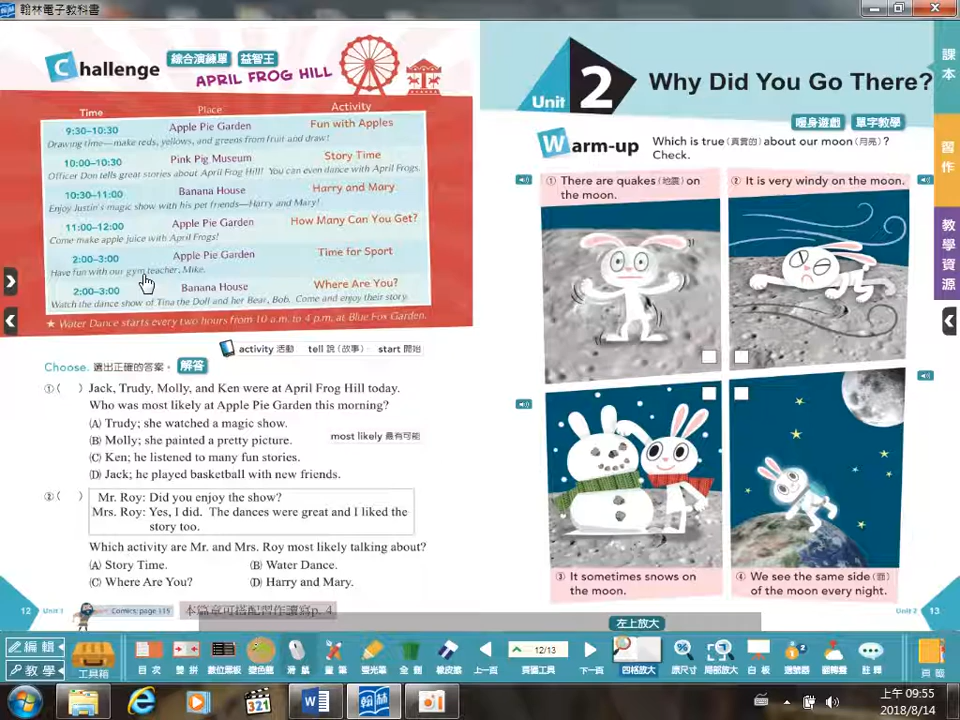 翰林電子教科書
Challenge
綜合演練單
益智王
APRIL FROG HILL
Time Place Activity
9:30–10:30 Apple Pie Garden Fun with Apples
Drawing time—make reds, yellows, and greens from fruit and draw!
10:00–10:30 Pink Pig Museum Story Time
Officer Don tells great stories about April Frog Hill! You can even dance with April Frogs.
10:30–11:00 Banana House Harry and Mary
Enjoy Justin's magic show with his pet friends—Harry and Mary!
11:00–12:00 Apple Pie Garden How Many Can You Get?
Come make apple juice with April Frogs!
2:00–3:00 Apple Pie Garden Time for Sport
Have fun with our gym teacher, Mike.
2:00–3:00 Banana House Where Are You?
Watch the dance show of Tina the Doll and her Bear, Bob. Come and enjoy their story.
★ Water Dance starts every two hours from 10 a.m. to 4 p.m. at Blue Fox Garden.
activity 活動 tell 說（故事） start 開始
Choose. 選出正確的答案。 解答
①( ) Jack, Trudy, Molly, and Ken were at April Frog Hill today.
Who was most likely at Apple Pie Garden this morning?
(A) Trudy; she watched a magic show.
(B) Molly; she painted a pretty picture.
most likely 最有可能
(C) Ken; he listened to many fun stories.
(D) Jack; he played basketball with new friends.
②( ) Mr. Roy: Did you enjoy the show?
Mrs. Roy: Yes, I did. The dances were great and I liked the
story too.
Which activity are Mr. and Mrs. Roy most likely talking about?
(A) Story Time. (B) Water Dance.
(C) Where Are You? (D) Harry and Mary.
12 Unit 1
Comics, page 115
本篇章可搭配習作讓寫p. 4
Unit 2 Why Did You Go There?
暖身遊戲 單字教學
Warm-up
Which is true (真實的) about our moon (月亮)?
Check.
① There are quakes (地震) on
the moon.
② It is very windy on the moon.
③ It sometimes snows on
the moon.
④ We see the same side (面)
of the moon every night.
Unit 2 13
課本
習作
教學資源
左上放大
編輯
教學
工具箱
目次
雙拼
數位黑板
變色龍
滑鼠
畫筆
螢光筆
全刪
橡皮擦
上一頁
12/13
頁籤工具
下一頁
四格放大
原尺寸
局部放大
白板
選號器
翻轉雲
註釋
頁籤
321
上午 09:55
2018/8/14